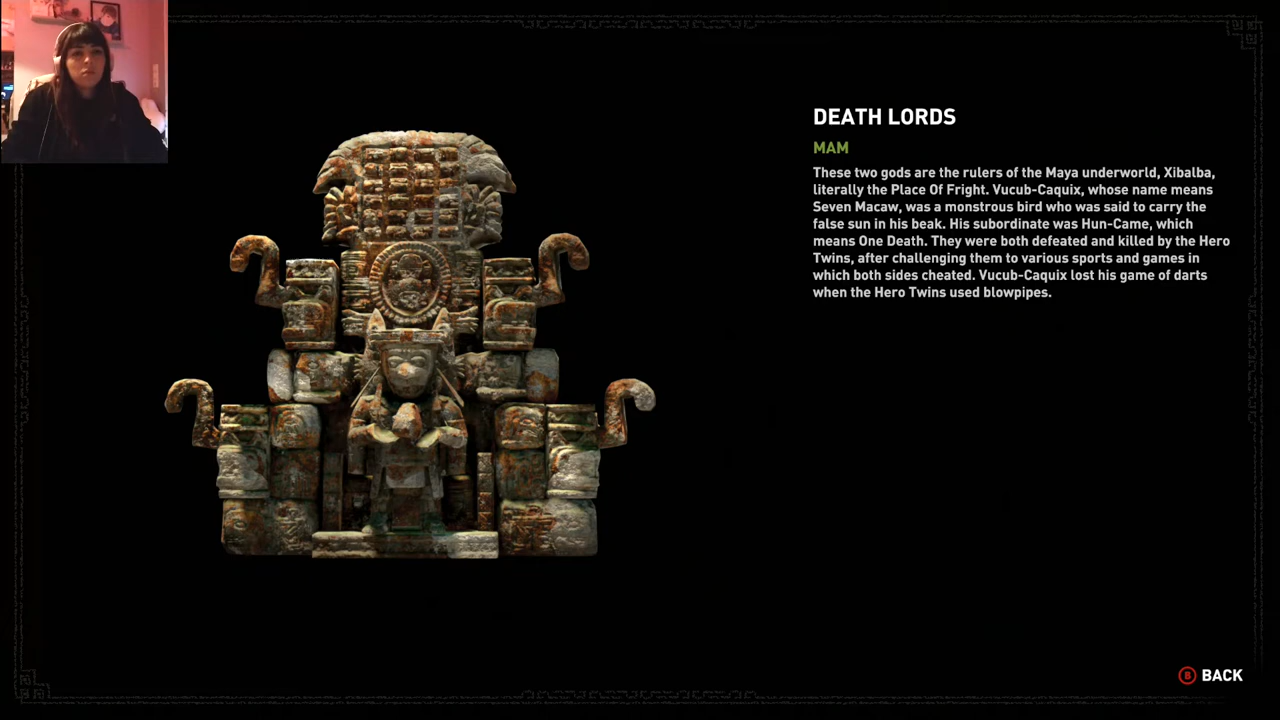 DEATH LORDS
MAM
These two gods are the rulers of the Maya underworld, Xibalba,
literally the Place Of Fright. Vucub-Caquix, whose name means
Seven Macaw, was a monstrous bird who was said to carry the
false sun in his beak. His subordinate was Hun-Came, which
means One Death. They were both defeated and killed by the Hero
Twins, after challenging them to various sports and games in
which both sides cheated. Vucub-Caquix lost his game of darts
when the Hero Twins used blowpipes.
B BACK